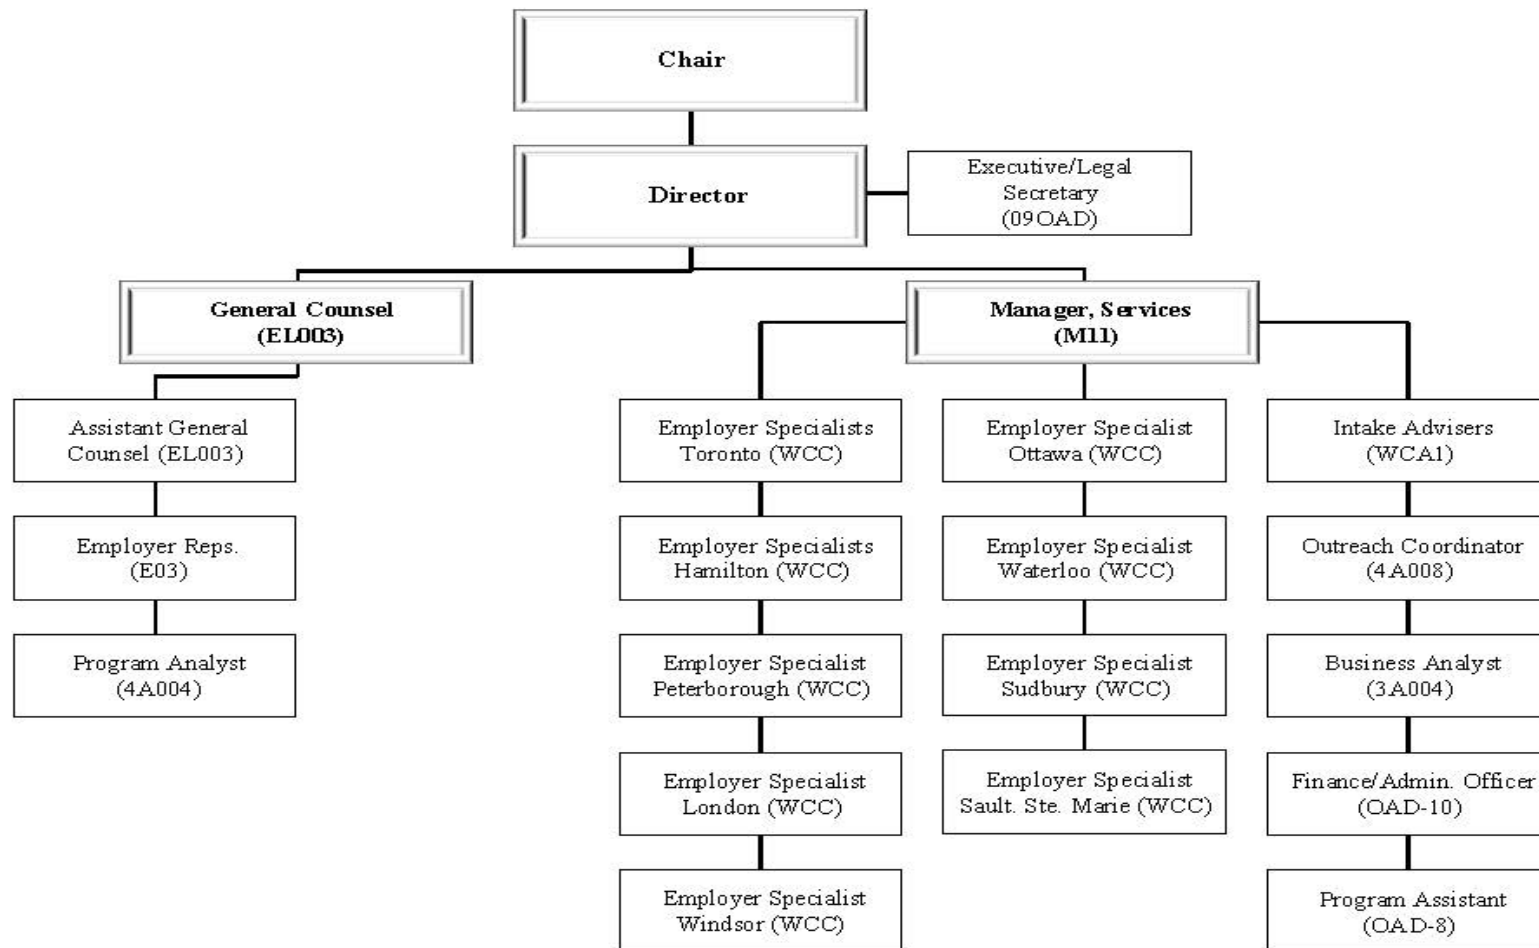 Chair
Director
Executive/Legal
Secretary
(09OAD)
General Counsel
(EL003)
Manager, Services
(M11)
Assistant General
Counsel (EL003)
Employer Reps.
(E03)
Program Analyst
(4A004)
Employer Specialists
Toronto (WCC)
Employer Specialists
Hamilton (WCC)
Employer Specialist
Peterborough (WCC)
Employer Specialist
London (WCC)
Employer Specialist
Windsor (WCC)
Employer Specialist
Ottawa (WCC)
Employer Specialist
Waterloo (WCC)
Employer Specialist
Sudbury (WCC)
Employer Specialist
Sault. Ste. Marie (WCC)
Intake Advisers
(WCA1)
Outreach Coordinator
(4A008)
Business Analyst
(3A004)
Finance/Admin. Officer
(OAD-10)
Program Assistant
(OAD-8)